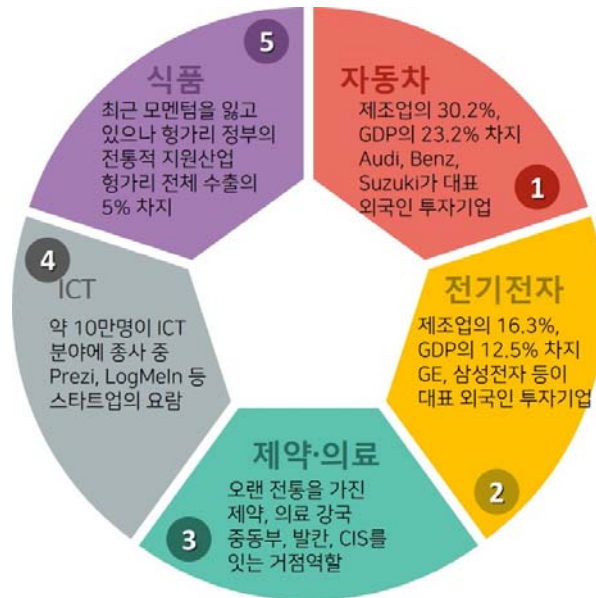 1
자동차
제조업의 30.2%,
GDP의 23.2% 차지
Audi, Benz,
Suzuki가 대표
외국인 투자기업
2
전기전자
제조업의 16.3%,
GDP의 12.5% 차지
GE, 삼성전자 등이
대표 외국인 투자기업
3
제약·의료
오랜 전통을 가진
제약, 의료 강국
중동부, 발칸, CIS를
잇는 거점역할
4
ICT
약 10만명이 ICT
분야에 종사 중
Prezi, LogMeIn 등
스타트업의 요람
5
식품
최근 모멘텀을 잃고
있으나 헝가리 정부의
전통적 지원산업
헝가리 전체 수출의
5% 차지